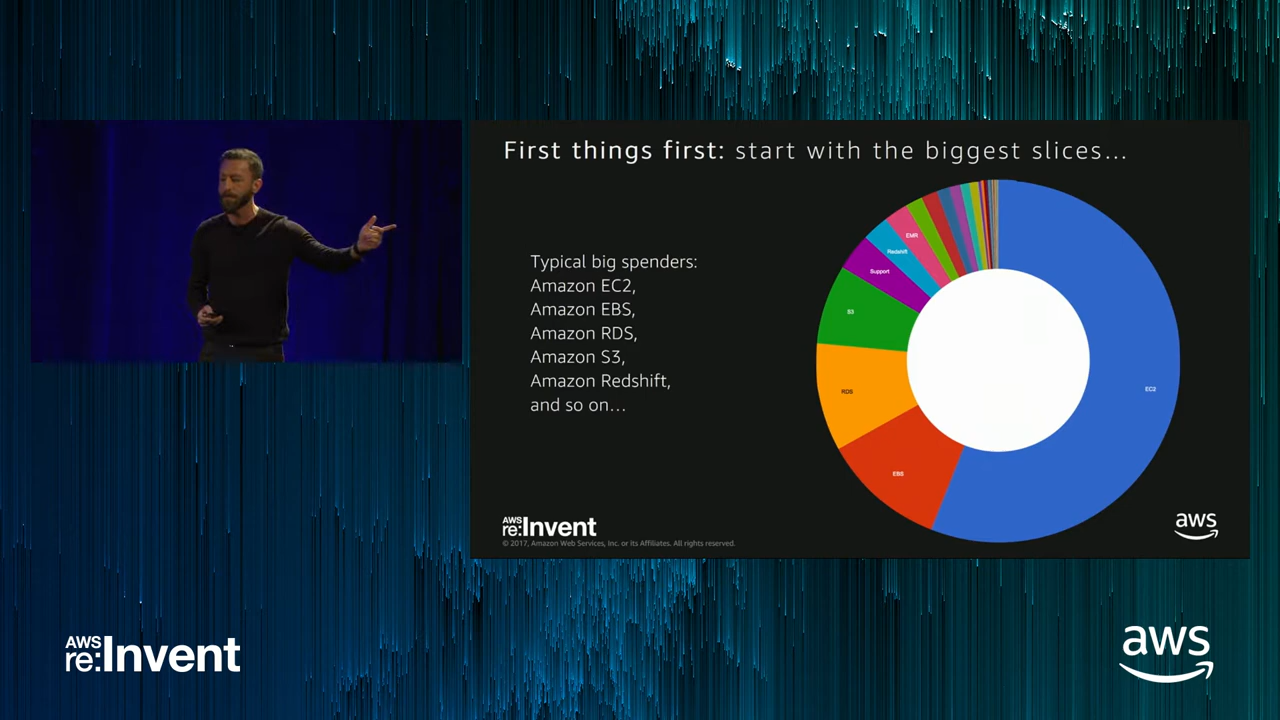 First things first: start with the biggest slices...
Typical big spenders:
Amazon EC2,
Amazon EBS,
Amazon RDS,
Amazon S3,
Amazon Redshift,
and so on...
EMR
Redshift
Support
S3
RDS
EBS
EC2
AWS
re:Invent
© 2017, Amazon Web Services, Inc. or its Affiliates. All rights reserved.
aws
AWS
re:Invent
aws